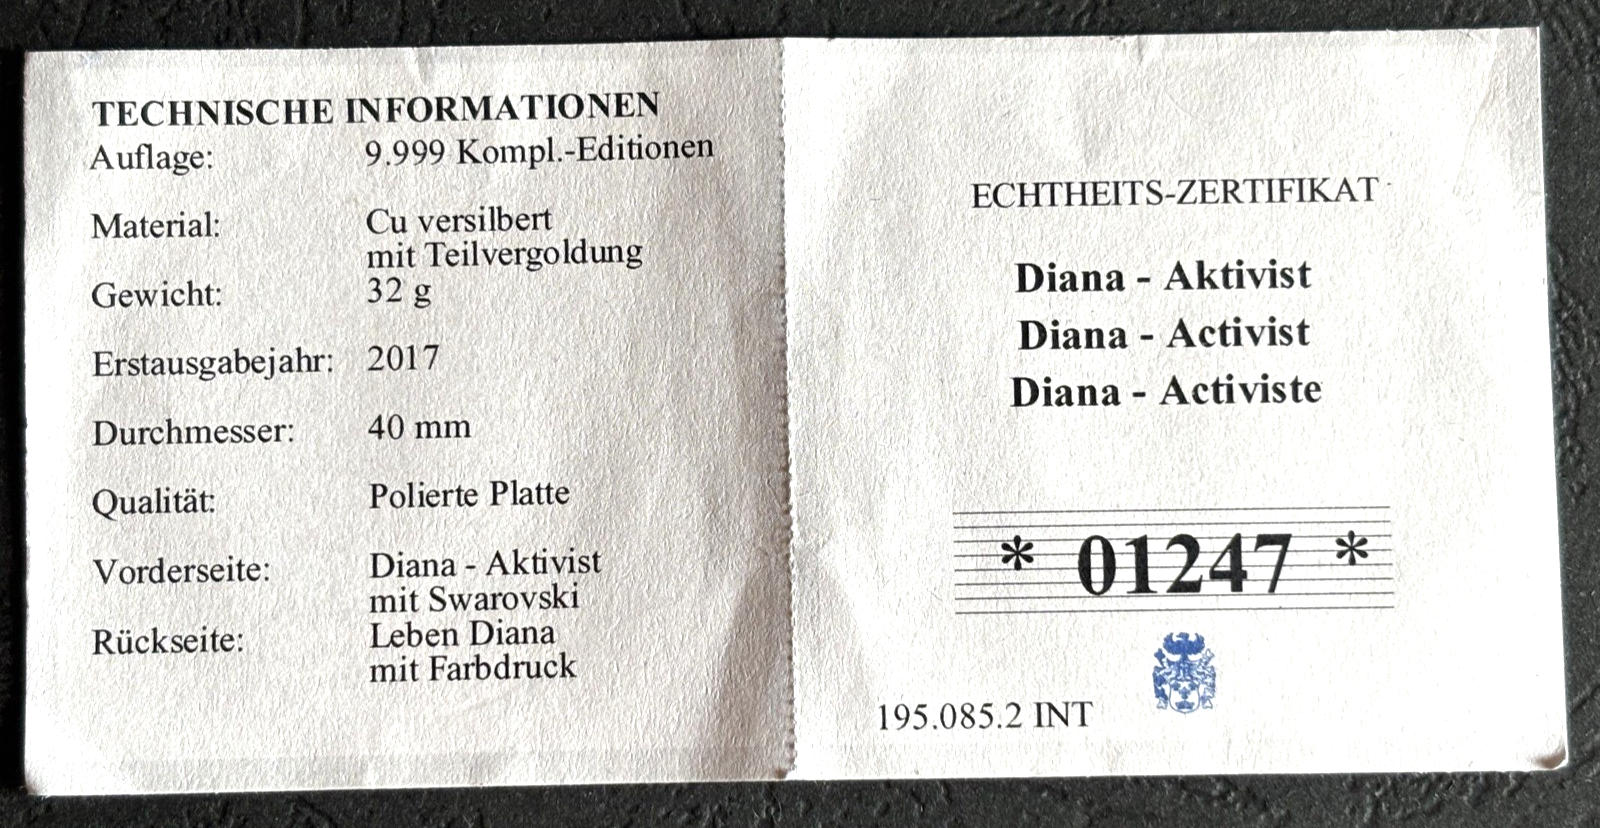 TECHNISCHE INFORMATIONEN
Auflage: 9.999 Kompl.-Editionen
Material: Cu versilbert
mit Teilvergoldung
Gewicht: 32 g
Erstausgabejahr: 2017
Durchmesser: 40 mm
Qualität: Polierte Platte
Vorderseite: Diana - Aktivist
mit Swarovski
Rückseite: Leben Diana
mit Farbdruck
ECHTHEITS-ZERTIFIKAT
Diana - Aktivist
Diana - Activist
Diana - Activiste
* 01247 *
195.085.2 INT